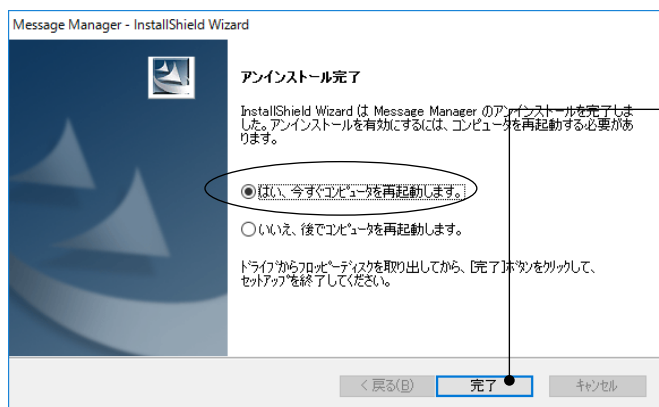 Message Manager - InstallShield Wizard
アンインストール完了
InstallShield Wizard は Message Manager のアンインストールを完了しま
した。アンインストールを有効にするには、コンピュータを再起動する必要があ
ります。
はい、今すぐコンピュータを再起動します。
いいえ、後でコンピュータを再起動します。
ドライブからフロッピーディスクを取り出してから、[完了]ボタンをクリックして、
セットアップを終了してください。
< 戻る(B)
完了
キャンセル